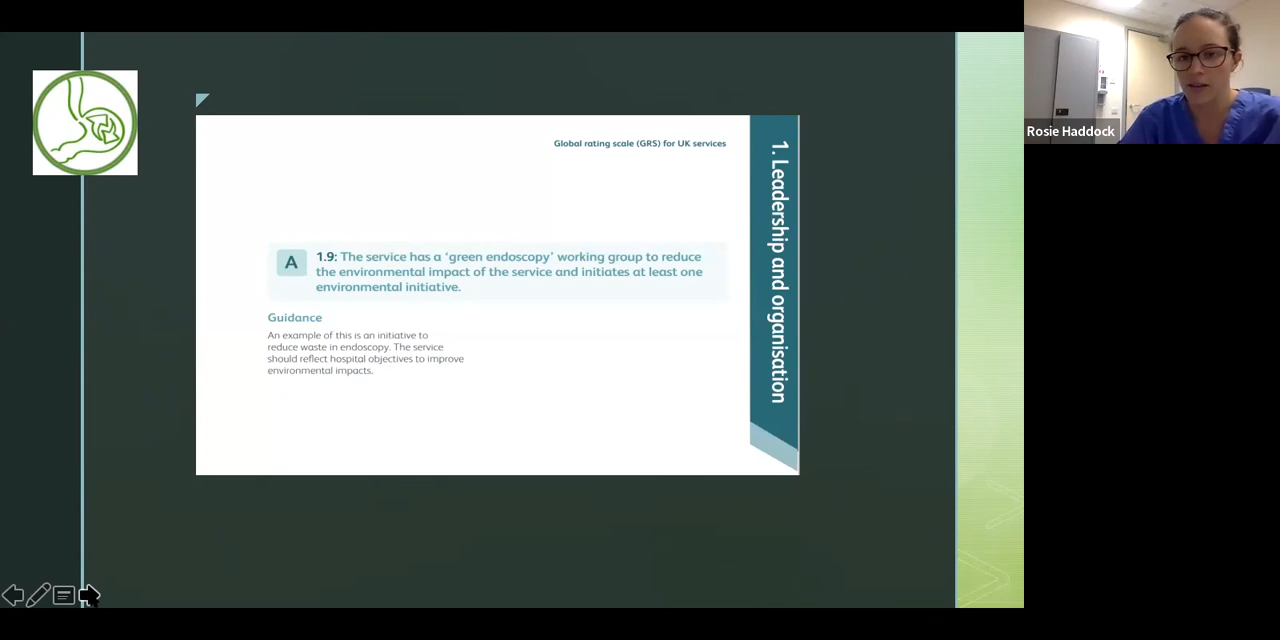 Global rating scale (GRS) for UK services
1. Leadership and organisation
A
1.9: The service has a ‘green endoscopy’ working group to reduce
the environmental impact of the service and initiates at least one
environmental initiative.
Guidance
An example of this is an initiative to
reduce waste in endoscopy. The service
should reflect hospital objectives to improve
environmental impacts.
Rosie Haddock